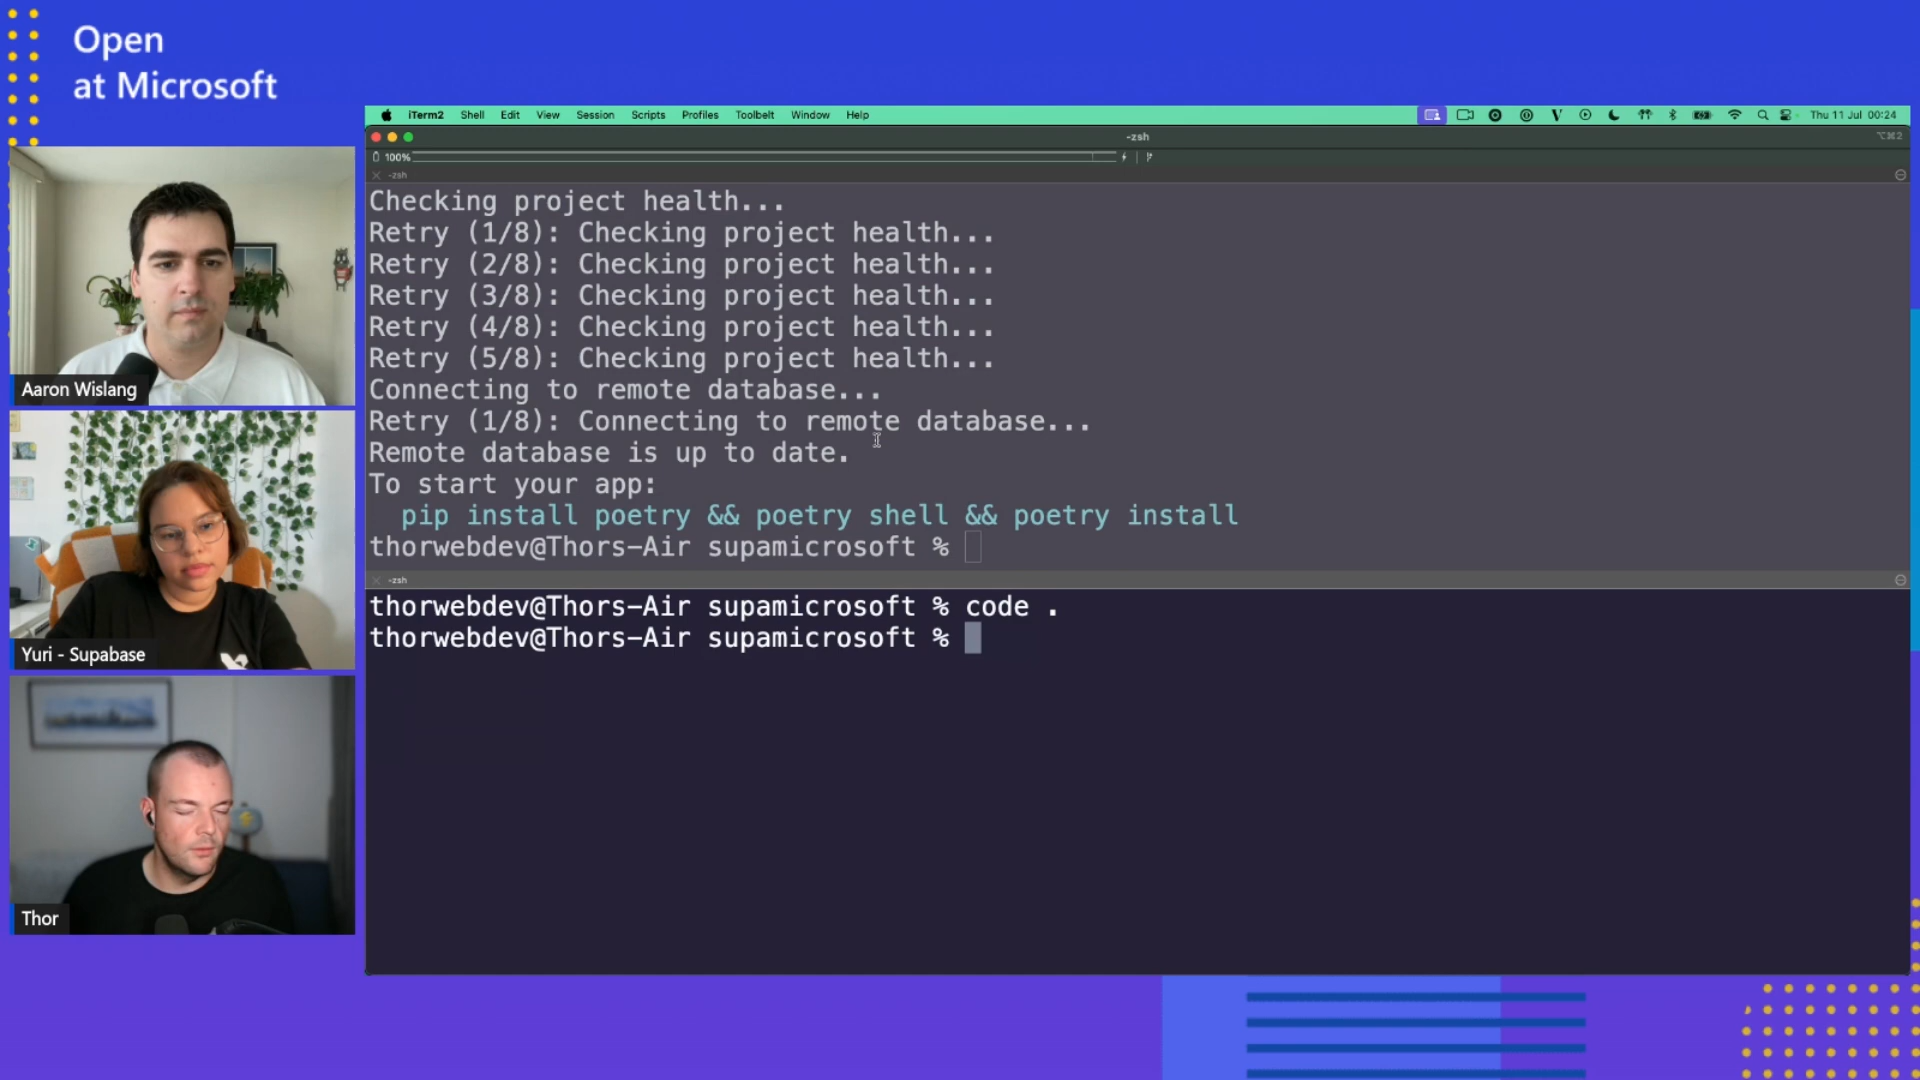 Open
at Microsoft
iTerm2 Shell Edit View Session Scripts Profiles Toolbelt Window Help
Thu 11 Jul 00:24
-zsh
⌥⌘2
100%
-zsh
Checking project health...
Retry (1/8): Checking project health...
Retry (2/8): Checking project health...
Retry (3/8): Checking project health...
Retry (4/8): Checking project health...
Retry (5/8): Checking project health...
Connecting to remote database...
Retry (1/8): Connecting to remote database...
Remote database is up to date.
To start your app:
pip install poetry && poetry shell && poetry install
thorwebdev@Thors-Air supamicrosoft %
-zsh
thorwebdev@Thors-Air supamicrosoft % code .
thorwebdev@Thors-Air supamicrosoft %
Aaron Wislang
Yuri - Supabase
Thor